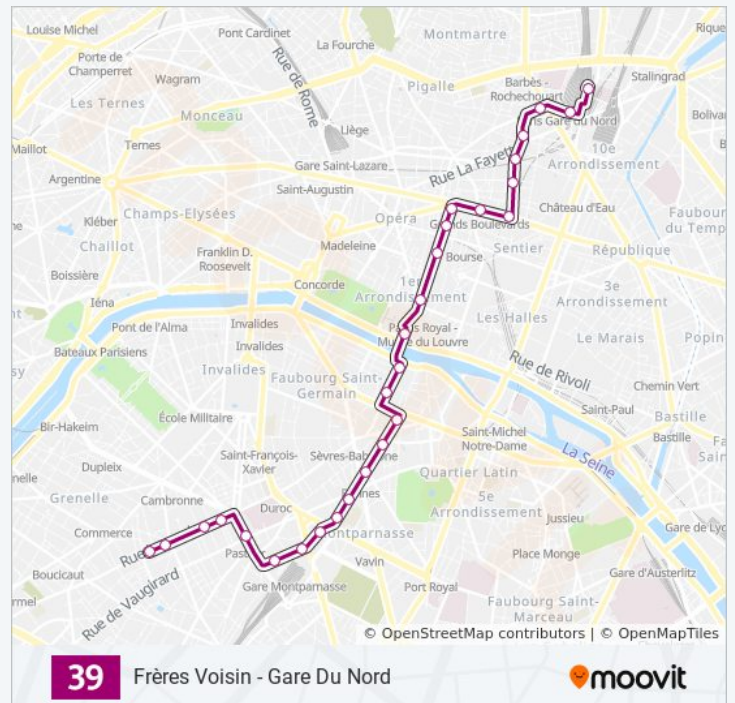 Louise Michel
Pont Cardinet
La Fourche
Montmartre
Porte de
Champerret
Wagram
Rue de Rome
Pigalle
Barbès -
Rochechouart
Stalingrad
Les Ternes
Monceau
Gare du Nord
Ternes
Liège
Maillot
Rue La Fayette
10e
Arrondissement
Argentine
Gare Saint-Lazare
Saint-Augustin
Château d'Eau
Champs-Elysées
Opéra
Grands Boulevards
Faubour
du Temp
Kléber
Chaillot
Madeleine
Sentier
République
Franklin D.
Roosevelt
Bourse
Boissière
Concorde
1er
Arrondissement
3e
Arrondissement
Iéna
Les Halles
Pont de l'Alma
Invalides
Palais Royal -
Musée du Louvre
Le Marais
Popin
Bateaux Parisiens
Invalides
Rue de Rivoli
Invalides
Faubourg Saint-
Germain
Chemin Vert
Bir-Hakeim
École Militaire
Saint-Paul
Bastille
Saint-Michel
Notre-Dame
Bastille
Dupleix
Saint-François-
Xavier
Sèvres-Babylone
La Seine
Quartier Latin
Grenelle
Cambronne
Rennes
5e
Arrondissement
Duroc
Jussieu
Commerce
Montparnasse
Gare de Lyo
Rue
Past
Place Monge
Boucicaut
Vavin
Rue de Vaugirard
Gare Montparnasse
Port Royal
Gare d'Austerlitz
Faubourg Saint-
Marceau
© OpenStreetMap contributors | © OpenMapTiles
39
Frères Voisin - Gare Du Nord
moovit